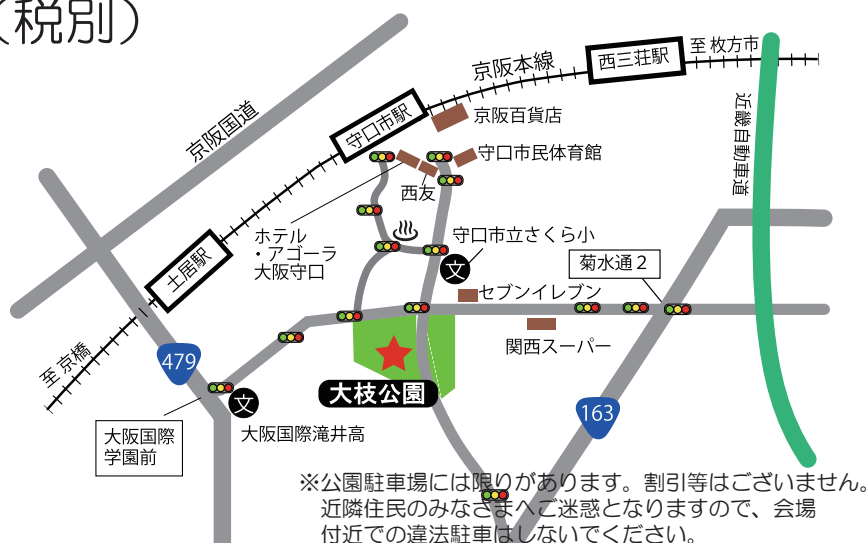 （税別）
至 枚方市
西三荘駅
京阪本線
近畿自動車道
京阪国道
守口市駅
京阪百貨店
守口市民体育館
西友
ホテル
・アゴーラ
大阪守口
守口市立さくら小
文
菊水通２
土居駅
セブンイレブン
関西スーパー
至 京橋
479
大枝公園
163
文
大阪国際滝井高
大阪国際
学園前
※公園駐車場には限りがあります。割引等はございません。
近隣住民のみなさまへご迷惑となりますので、会場
付近での違法駐車はしないでください。